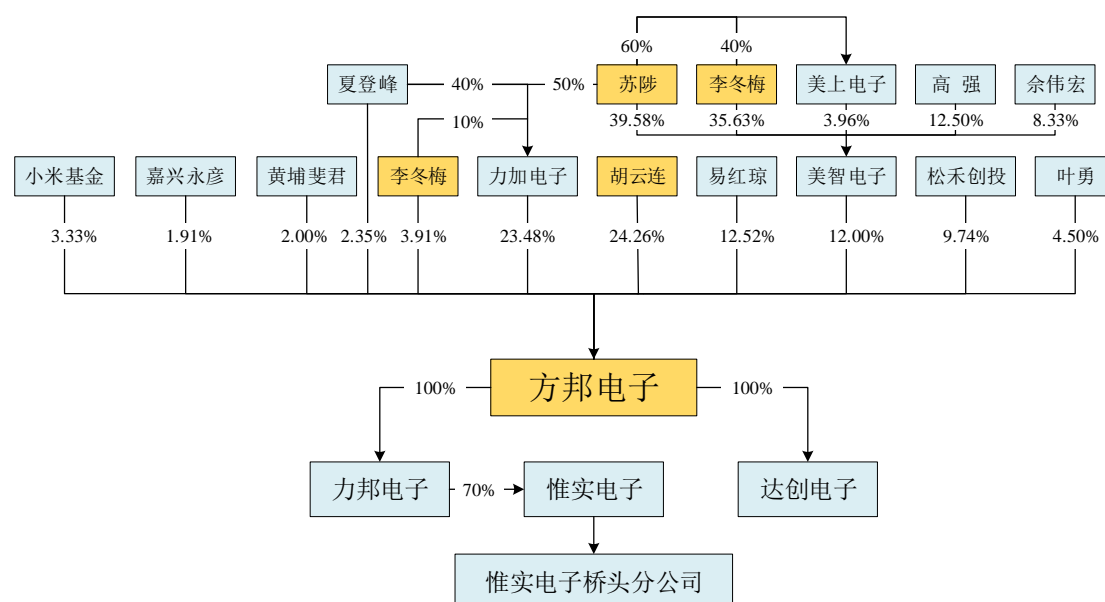 60%
40%
夏登峰
40%
50%
苏陟
李冬梅
美上电子
高 强
佘伟宏
10%
39.58%
35.63%
3.96%
12.50%
8.33%
小米基金
嘉兴永彦
黄埔斐君
李冬梅
力加电子
胡云连
易红琼
美智电子
松禾创投
叶勇
3.33%
1.91%
2.00%
2.35%
3.91%
23.48%
24.26%
12.52%
12.00%
9.74%
4.50%
100%
方邦电子
100%
力邦电子
70%
惟实电子
达创电子
惟实电子桥头分公司